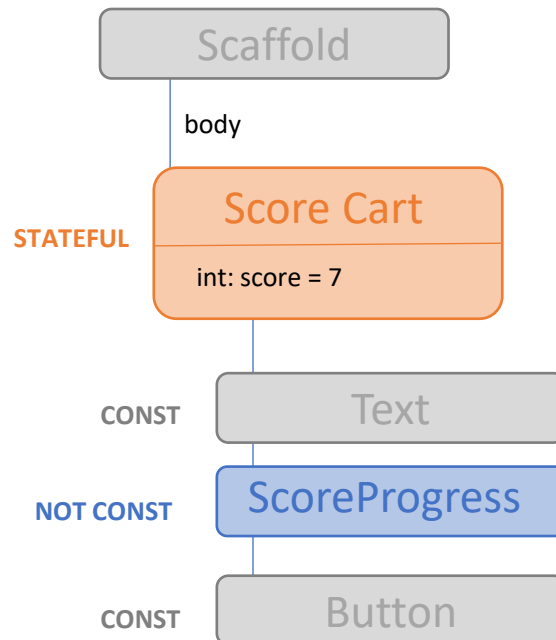 Scaffold
body
Score Cart
STATEFUL
int: score = 7
CONST
Text
NOT CONST
ScoreProgress
CONST
Button